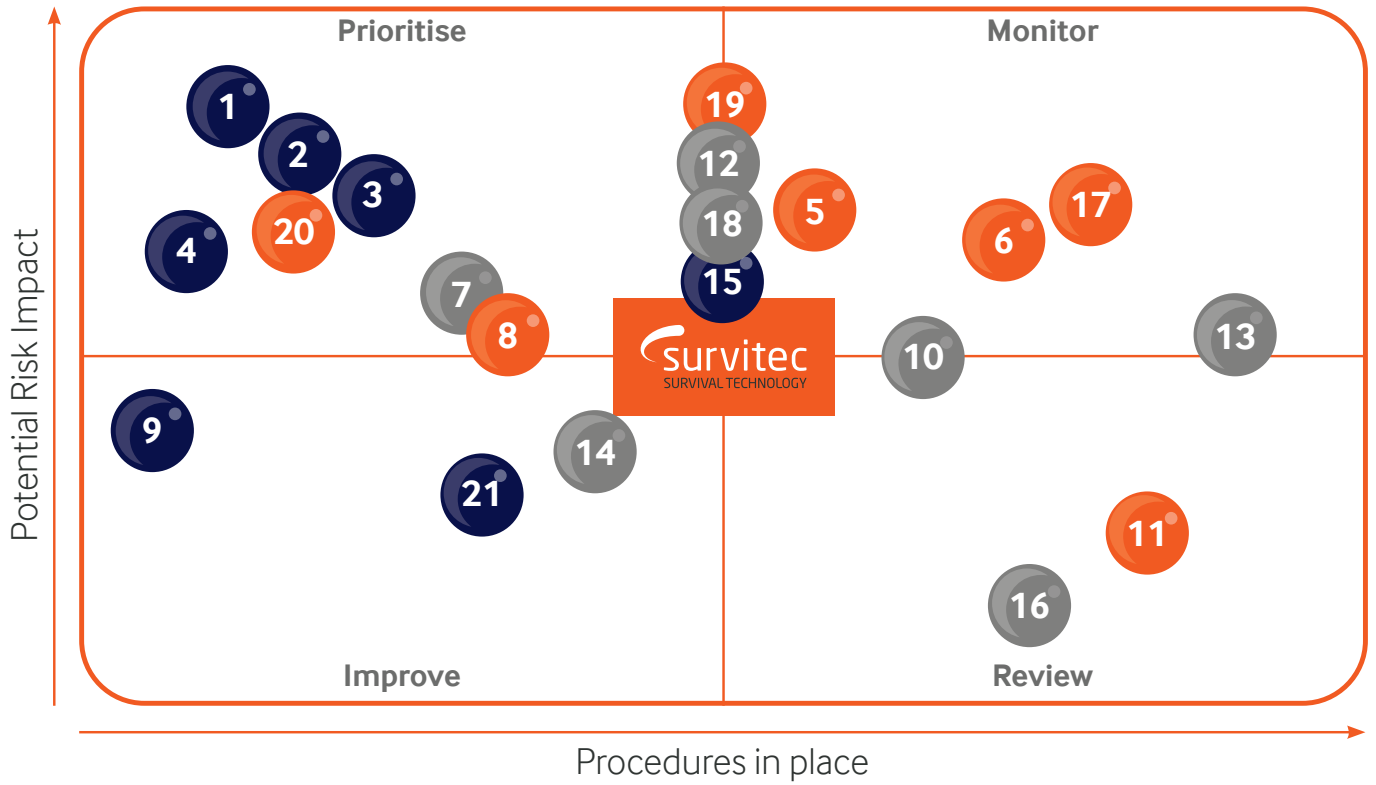 Prioritise
Monitor
1
19
2
12
3
17
5
18
20
6
4
15
7
8
13
survitec
10
SURVIVAL TECHNOLOGY
9
14
21
11
16
Improve
Review
Potential Risk Impact
Procedures in place